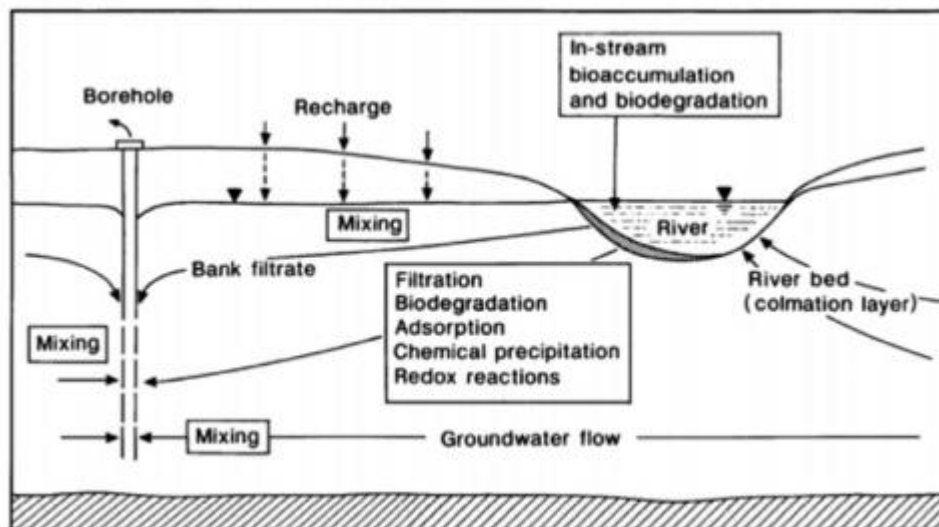 In-stream
bioaccumulation
and biodegradation
Borehole
Recharge
Mixing
River
Bank filtrate
Filtration
Biodegradation
Adsorption
Chemical precipitation
Redox reactions
River bed
(colmation layer)
Mixing
Mixing
Groundwater flow